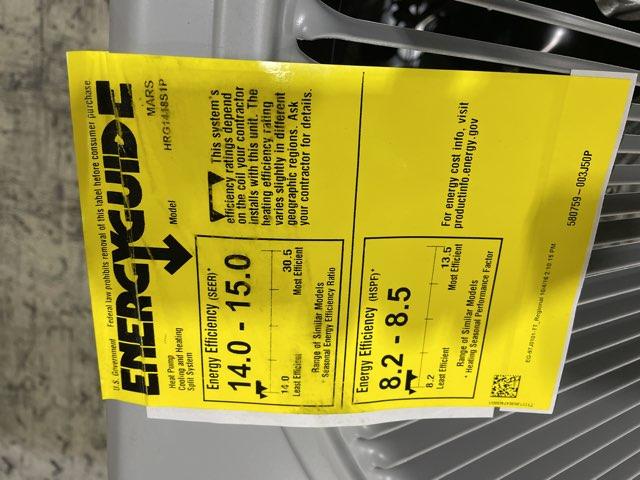 U.S. Government Federal law prohibits removal of this label before consumer purchase.
ENERGYGUIDE
Heat Pump
Cooling and Heating
Split System
Model
MARS
HRG1418S1P
Energy Efficiency (SEER)*
14.0 - 15.0
14.0 30.5
Least Efficient Most Efficient
Range of Similar Models
* Seasonal Energy Efficiency Ratio
This system's
efficiency ratings depend
on the coil your contractor
installs with this unit. The
heating efficiency rating
varies slightly in different
geographic regions. Ask
your contractor for details.
Energy Efficiency (HSPF)*
8.2 - 8.5
8.2 13.5
Least Efficient Most Efficient
Range of Similar Models
* Heating Seasonal Performance Factor
For energy cost info, visit
productinfo.energy.gov
580759-003J50P